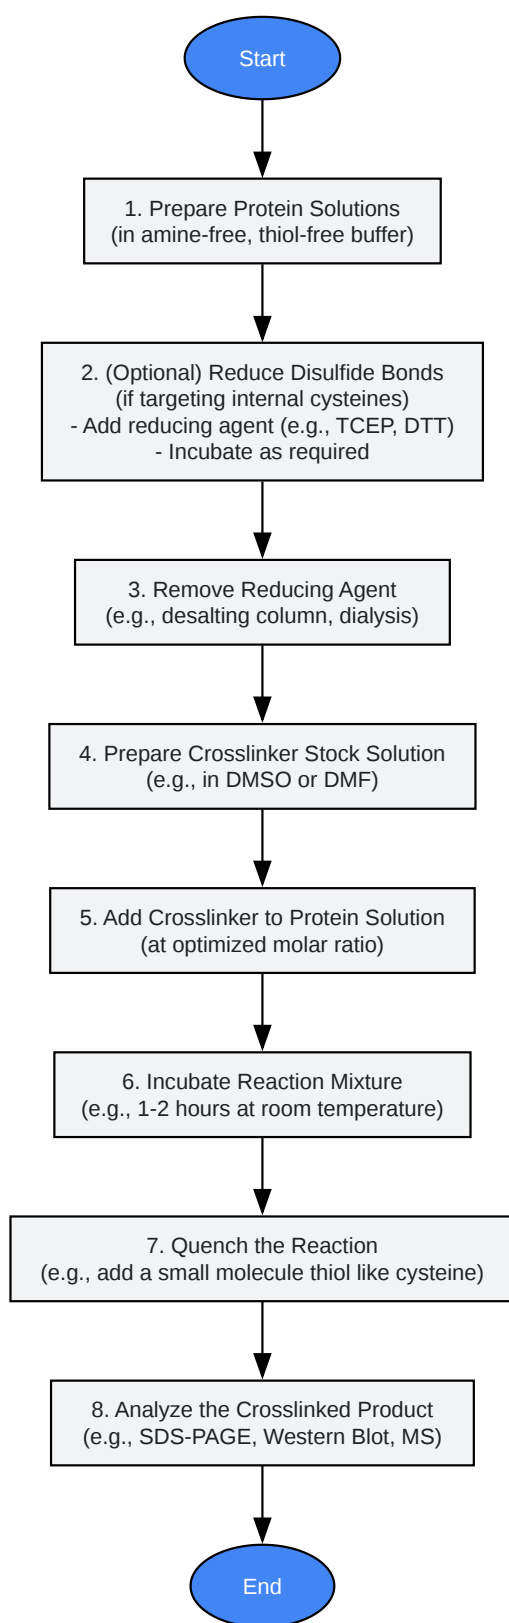 Start
1. Prepare Protein Solutions
(in amine-free, thiol-free buffer)
2. (Optional) Reduce Disulfide Bonds
(if targeting internal cysteines)
- Add reducing agent (e.g., TCEP, DTT)
- Incubate as required
3. Remove Reducing Agent
(e.g., desalting column, dialysis)
4. Prepare Crosslinker Stock Solution
(e.g., in DMSO or DMF)
5. Add Crosslinker to Protein Solution
(at optimized molar ratio)
6. Incubate Reaction Mixture
(e.g., 1-2 hours at room temperature)
7. Quench the Reaction
(e.g., add a small molecule thiol like cysteine)
8. Analyze the Crosslinked Product
(e.g., SDS-PAGE, Western Blot, MS)
End